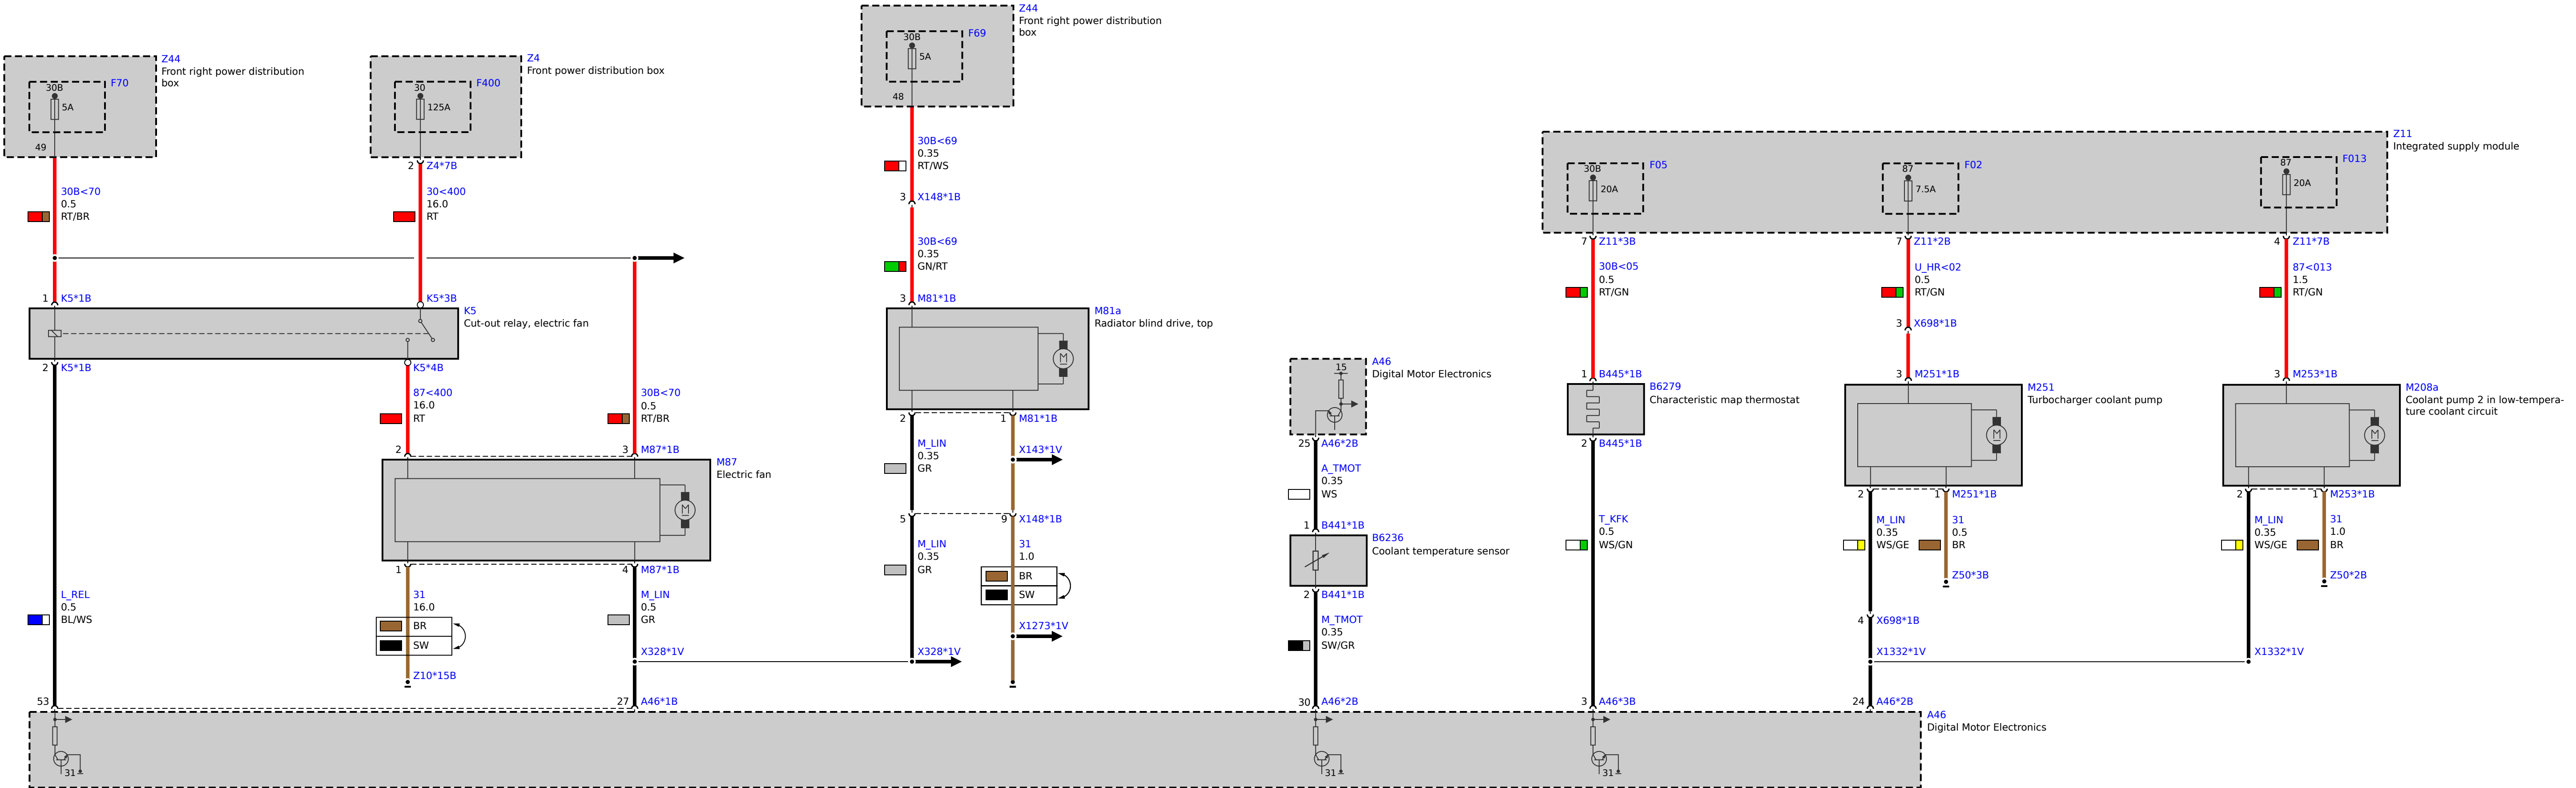 Z44
Front right power distribution
box
F69
30B
5A
48
Z44
Front right power distribution
box
F70
30B
5A
49
Z4
Front power distribution box
F400
30
125A
2 Z4*7B
30B<70
0.5
RT/BR
30<400
16.0
RT
30B<69
0.35
RT/WS
3 X148*1B
30B<69
0.35
GN/RT
3 M81*1B
Z11
Integrated supply module
F05
30B
20A
F02
87
7.5A
F013
87
20A
7 Z11*3B
7 Z11*2B
4 Z11*7B
30B<05
0.5
RT/GN
U_HR<02
0.5
RT/GN
87<013
1.5
RT/GN
3 X698*1B
1 K5*1B
K5*3B
K5
Cut-out relay, electric fan
2 K5*1B
K5*4B
87<400
16.0
RT
30B<70
0.5
RT/BR
2
3 M87*1B
M87
Electric fan
M
1
4 M87*1B
M81a
Radiator blind drive, top
M
2
1 M81*1B
M_LIN
0.35
GR
X143*1V
5
9 X148*1B
M_LIN
0.35
GR
31
1.0
BR
SW
X1273*1V
A46
Digital Motor Electronics
15
25 A46*2B
A_TMOT
0.35
WS
1 B441*1B
B6236
Coolant temperature sensor
2 B441*1B
M_TMOT
0.35
SW/GR
1 B445*1B
B6279
Characteristic map thermostat
2 B445*1B
T_KFK
0.5
WS/GN
3 M251*1B
M251
Turbocharger coolant pump
M
2
1 M251*1B
M_LIN
0.35
WS/GE
31
0.5
BR
Z50*3B
4 X698*1B
X1332*1V
3 M253*1B
M208a
Coolant pump 2 in low-tempera-
ture coolant circuit
M
2
1 M253*1B
M_LIN
0.35
WS/GE
31
1.0
BR
Z50*2B
X1332*1V
L_REL
0.5
BL/WS
31
16.0
BR
SW
Z10*15B
M_LIN
0.5
GR
X328*1V
X328*1V
53
27 A46*1B
30 A46*2B
3 A46*3B
24 A46*2B
A46
Digital Motor Electronics
31
31
31